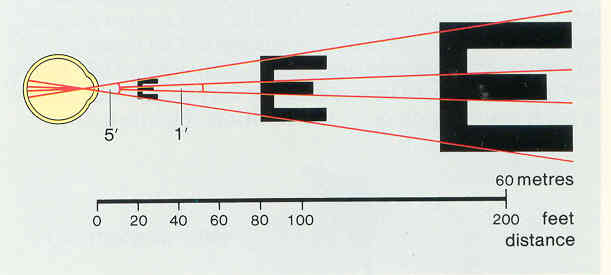 E E E
5′ 1′
60 metres
0 20 40 60 80 100 200 feet
distance